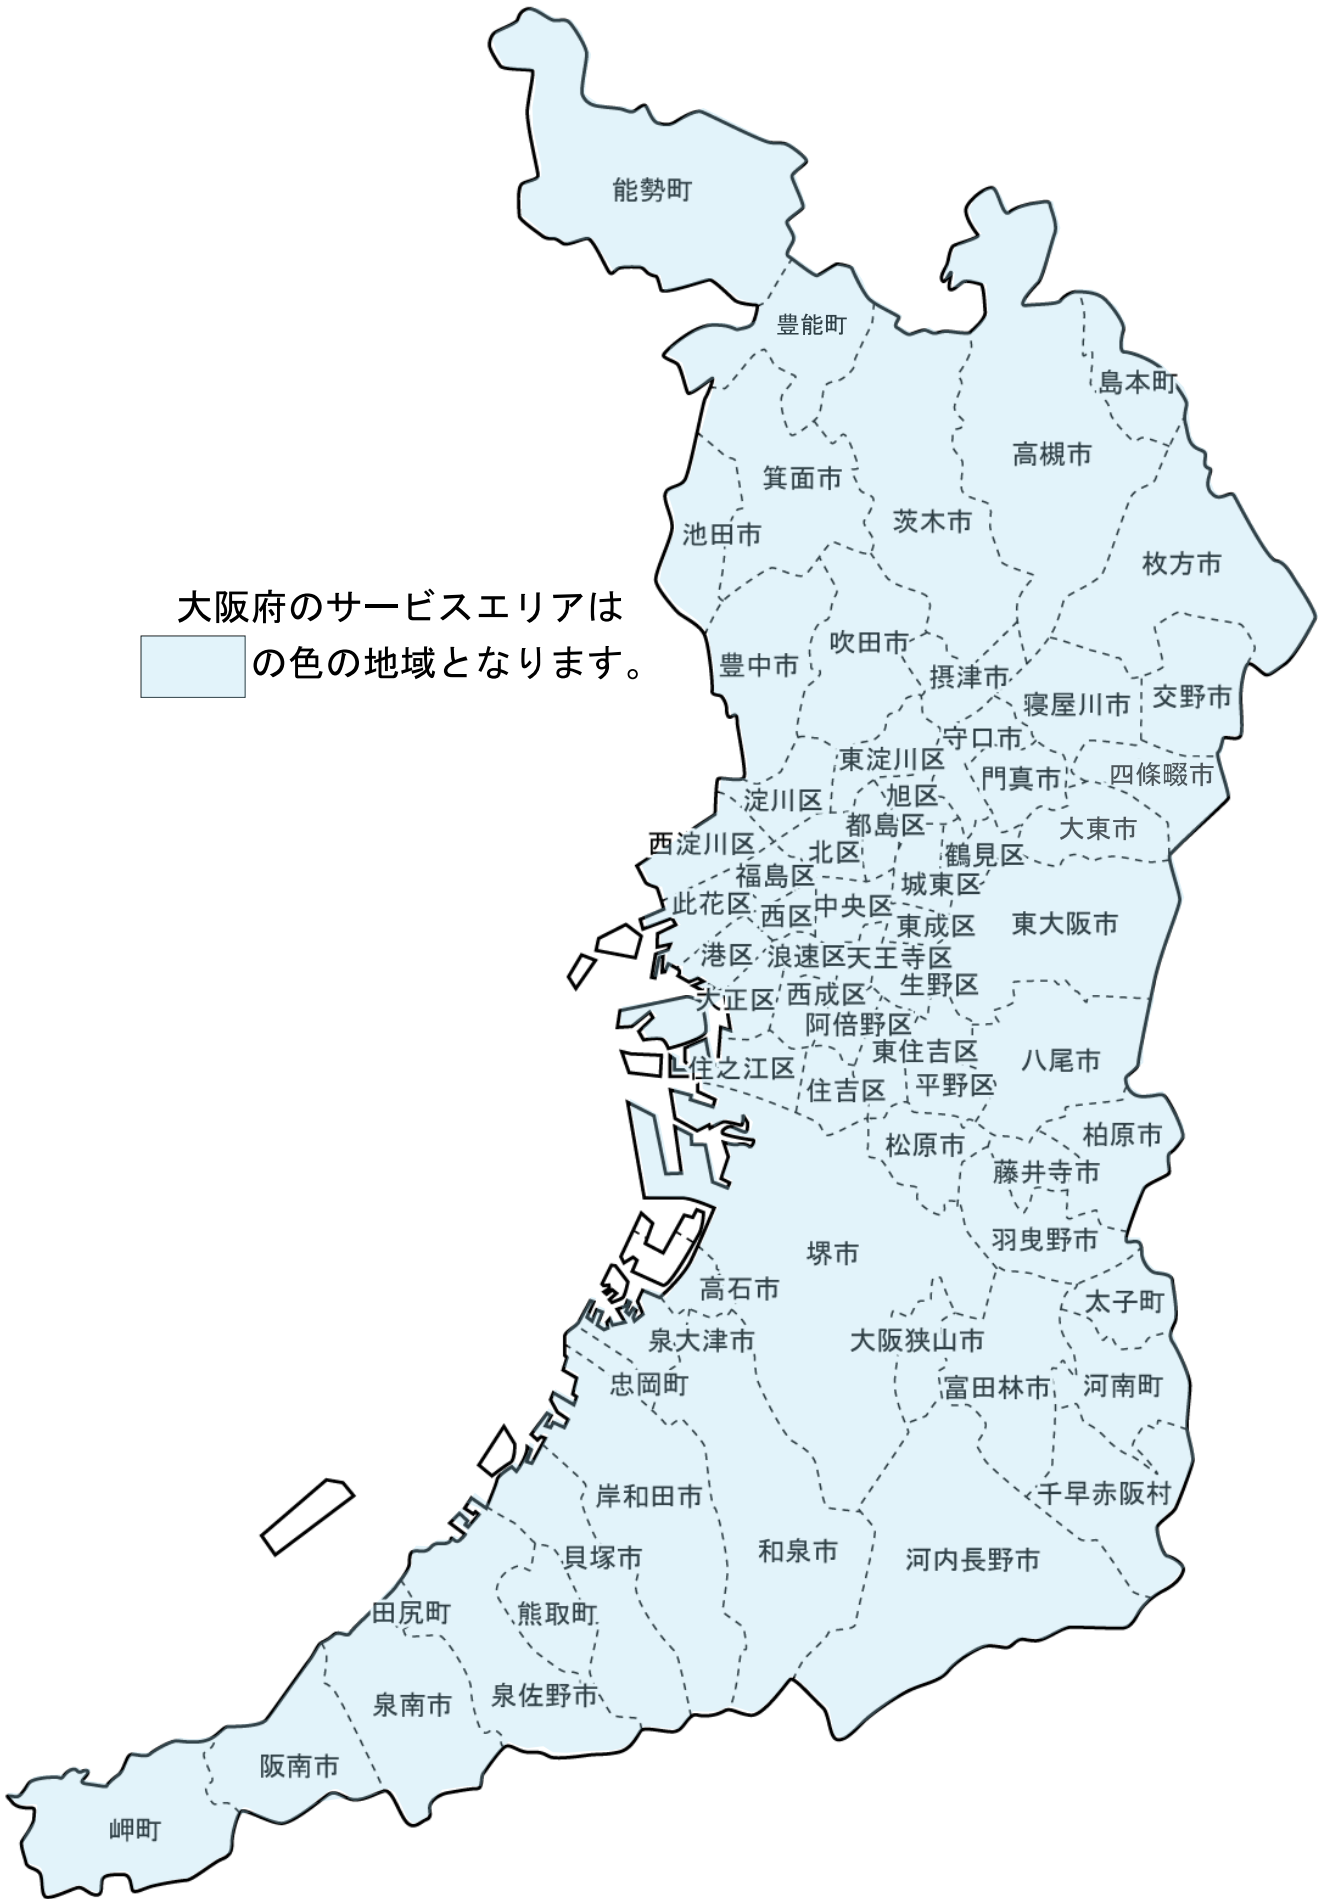 能勢町
豊能町
島本町
高槻市
箕面市
茨木市
池田市
枚方市
大阪府のサービスエリアは
の色の地域となります。
吹田市
豊中市
摂津市
交野市
寝屋川市
守口市
東淀川区
四條畷市
門真市
旭区
淀川区
都島区
大東市
西淀川区
北区
鶴見区
福島区
城東区
此花区
西区
中央区
東成区
東大阪市
港区
浪速区
天王寺区
生野区
西成区
大正区
阿倍野区
東住吉区
八尾市
住之江区
平野区
住吉区
柏原市
松原市
藤井寺市
羽曳野市
堺市
高石市
太子町
泉大津市
大阪狭山市
忠岡町
富田林市
河南町
岸和田市
千早赤阪村
和泉市
貝塚市
河内長野市
田尻町
熊取町
泉佐野市
泉南市
阪南市
岬町